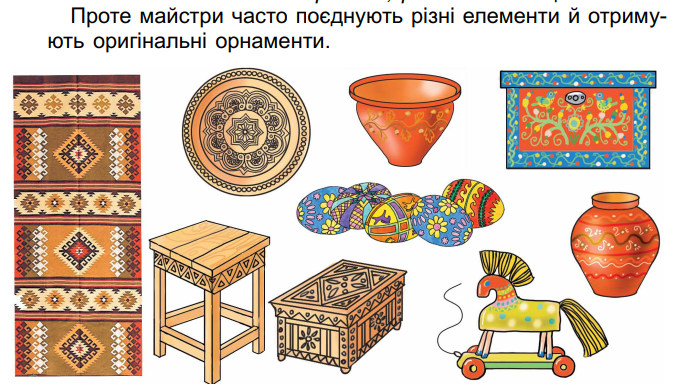 Проте майстри часто поєднують різні елементи й отриму-
ють оригінальні орнаменти.